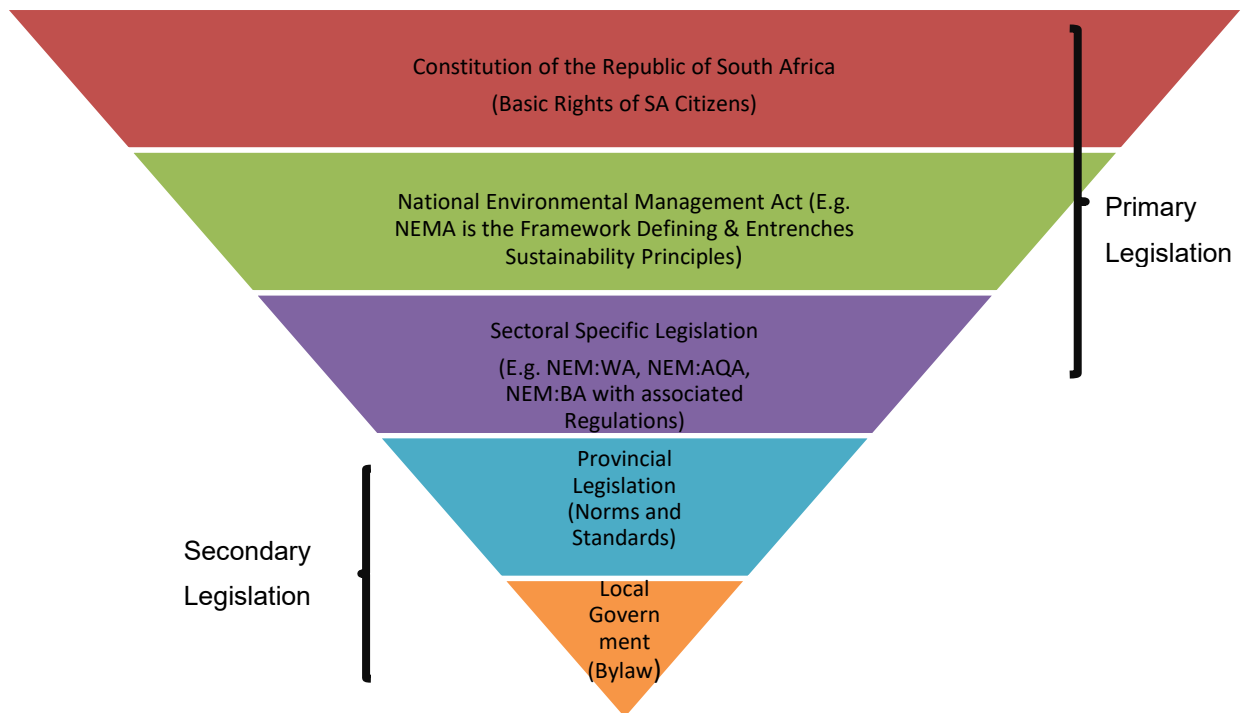 Constitution of the Republic of South Africa
(Basic Rights of SA Citizens)
National Environmental Management Act (E.g.
NEMA is the Framework Defining & Entrenches
Sustainability Principles)
Primary
Legislation
Sectoral Specific Legislation
(E.g. NEM:WA, NEM:AQA,
NEM:BA with associated
Regulations)
Provincial
Legislation
(Norms and
Standards)
Secondary
Legislation
Local
Govern
ment
(Bylaw)